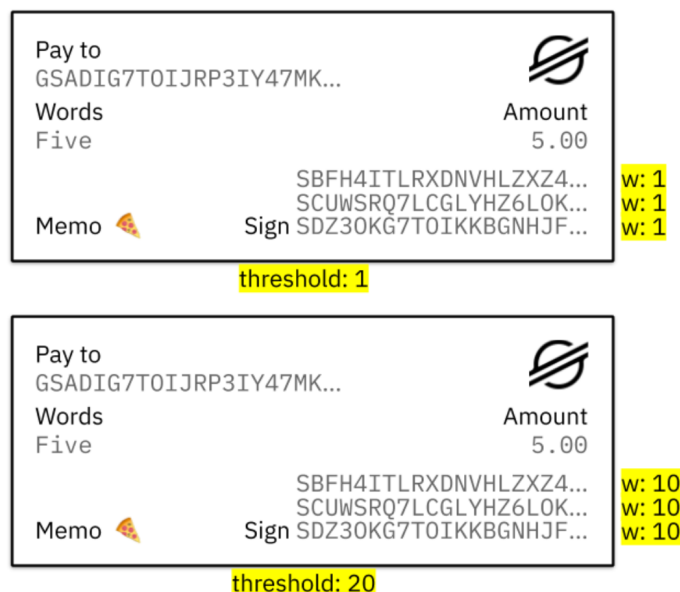 Pay to
GSADIG7TOIJRP3IY47MK...
Words Amount
Five 5.00
SBFH4ITLRXDNVHLZXZ4... w: 1
SCUWSRQ7LCGLYHZ6LOK... w: 1
Memo 🍕 Sign SDZ3OKG7TOIKKBGNHJF... w: 1
threshold: 1
Pay to
GSADIG7TOIJRP3IY47MK...
Words Amount
Five 5.00
SBFH4ITLRXDNVHLZXZ4... w: 10
SCUWSRQ7LCGLYHZ6LOK... w: 10
Memo 🍕 Sign SDZ3OKG7TOIKKBGNHJF... w: 10
threshold: 20